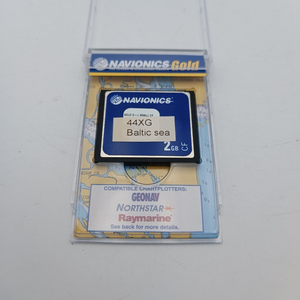 NAVIONICS Gold
NAVIONICS
44XG
Baltic sea
2GB CF
COMPATIBLE CHARTPLOTTERS:
GEONAV
NORTHSTAR
Raymarine
See back for more details.